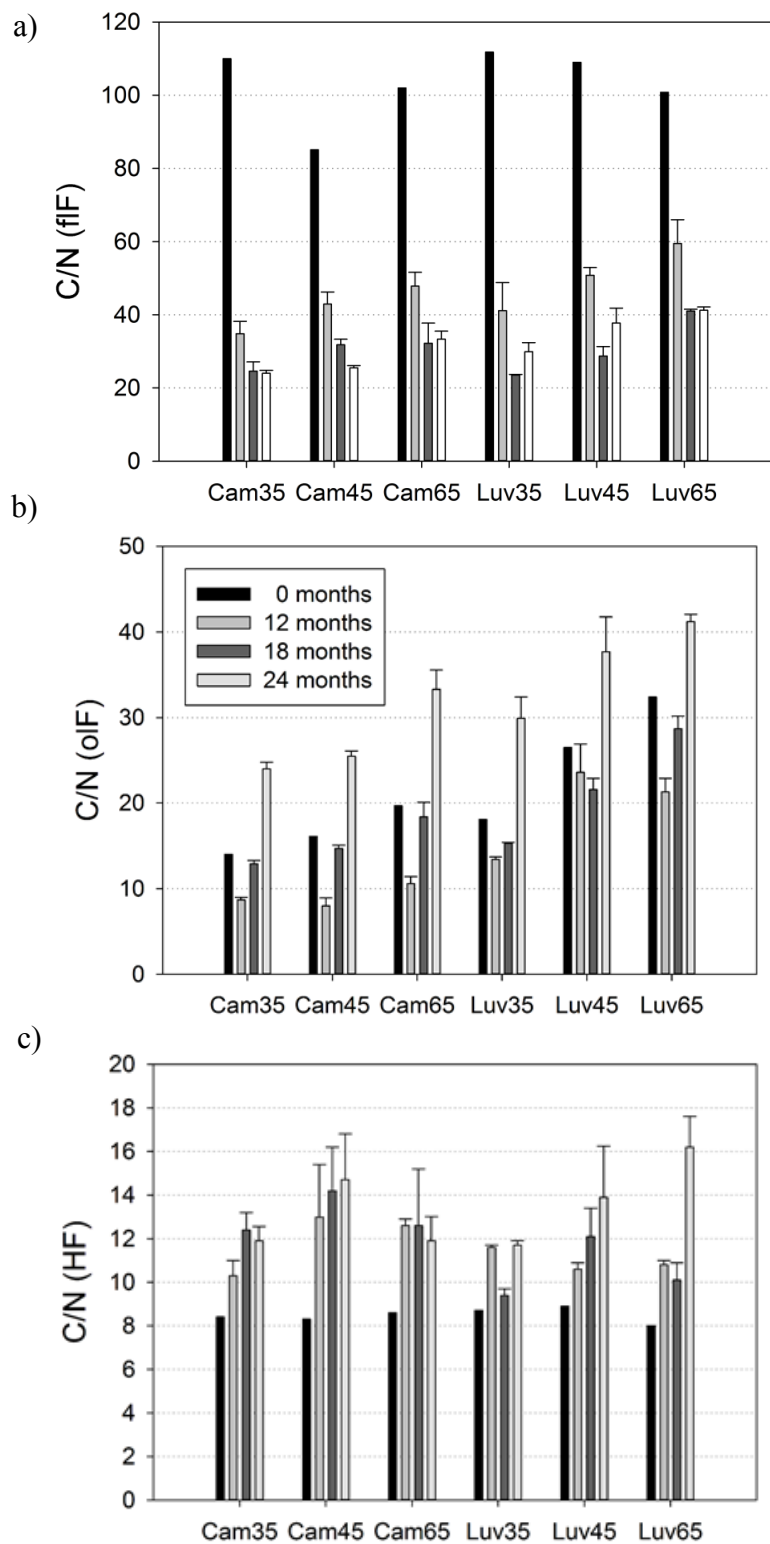 a)
120
100
80
60
40
20
0
C/N (flF)
Cam35 Cam45 Cam65 Luv35 Luv45 Luv65
b)
50
40
30
20
10
0
C/N (olF)
0 months
12 months
18 months
24 months
Cam35 Cam45 Cam65 Luv35 Luv45 Luv65
c)
20
18
16
14
12
10
8
6
4
2
0
C/N (HF)
Cam35 Cam45 Cam65 Luv35 Luv45 Luv65